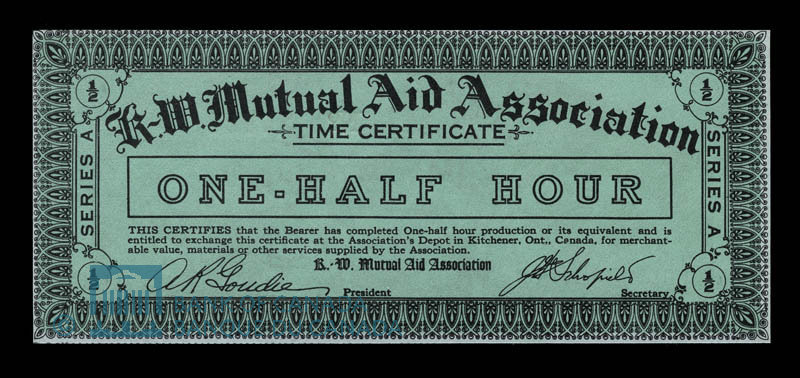 ½ ½
K-W. Mutual Aid Association
TIME CERTIFICATE
SERIES A
SERIES A
ONE-HALF HOUR
THIS CERTIFIES that the Bearer has completed One-half hour production or its equivalent and is
entitled to exchange this certificate at the Association's Depot in Kitchener, Ont., Canada, for merchant-
able value, materials or other services supplied by the Association.
K.-W. Mutual Aid Association
A R Goudie
President Secretary
½ ½